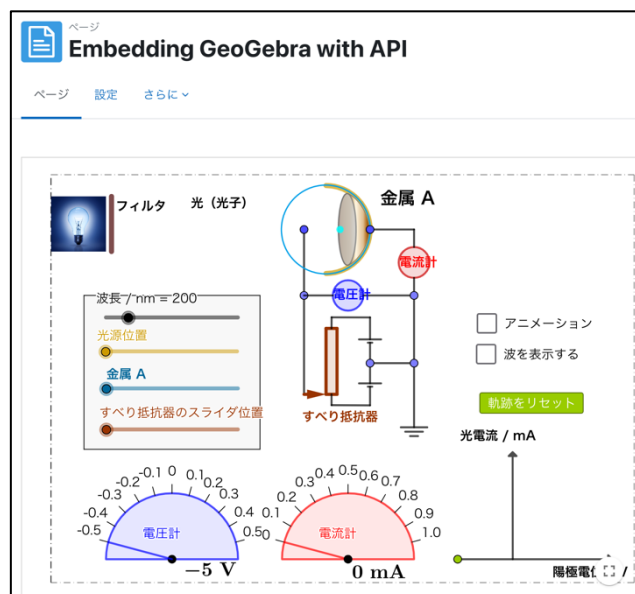 ページ
Embedding GeoGebra with API
ページ 設定 さらに
フィルタ 光（光子） 金属 A
電流計
電圧計
波長 / nm = 200
光源位置
金属 A
すべり抵抗器のスライダ位置
すべり抵抗器
アニメーション
波を表示する
軌跡をリセット
光電流 / mA
-0.5 -0.4 -0.3 -0.2 -0.1 0 0.1 0.2 0.3 0.4 0.5
電圧計
−5 V
0 0.1 0.2 0.3 0.4 0.5 0.6 0.7 0.8 0.9 1.0
電流計
0 mA
陽極電位 /